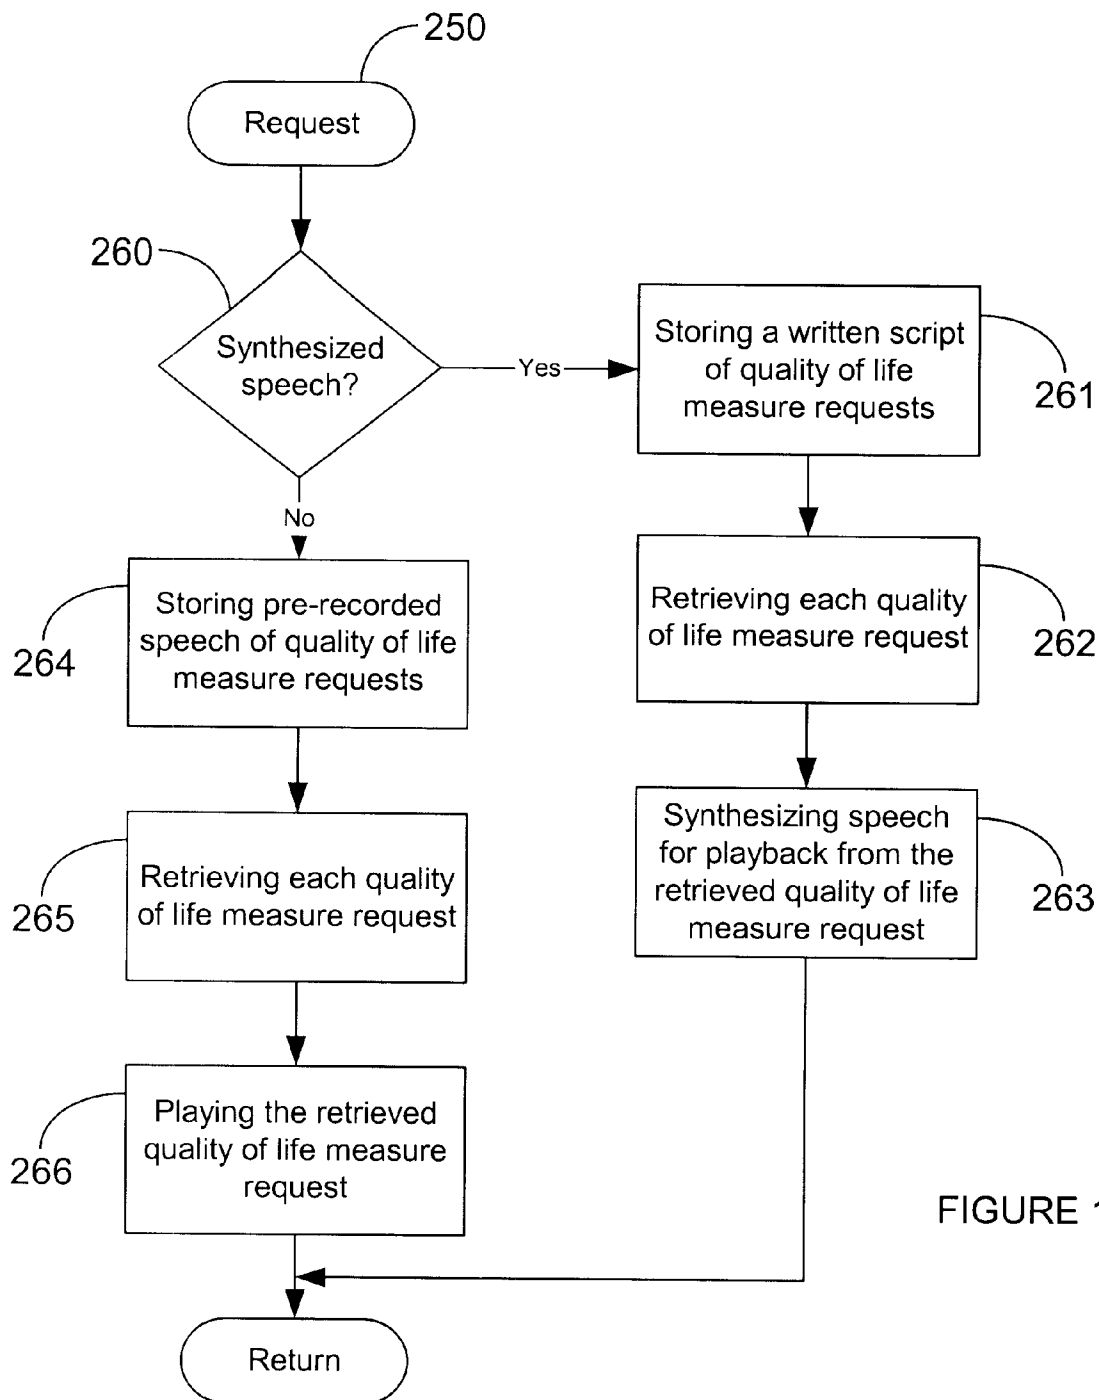 250
Request
260
Synthesized
speech?
Yes
Storing a written script
of quality of life
measure requests
261
No
Storing pre-recorded
speech of quality of life
measure requests
264
Retrieving each quality
of life measure request
262
Retrieving each quality
of life measure request
265
Synthesizing speech
for playback from the
retrieved quality of life
measure request
263
Playing the retrieved
quality of life measure
request
266
FIGURE
Return